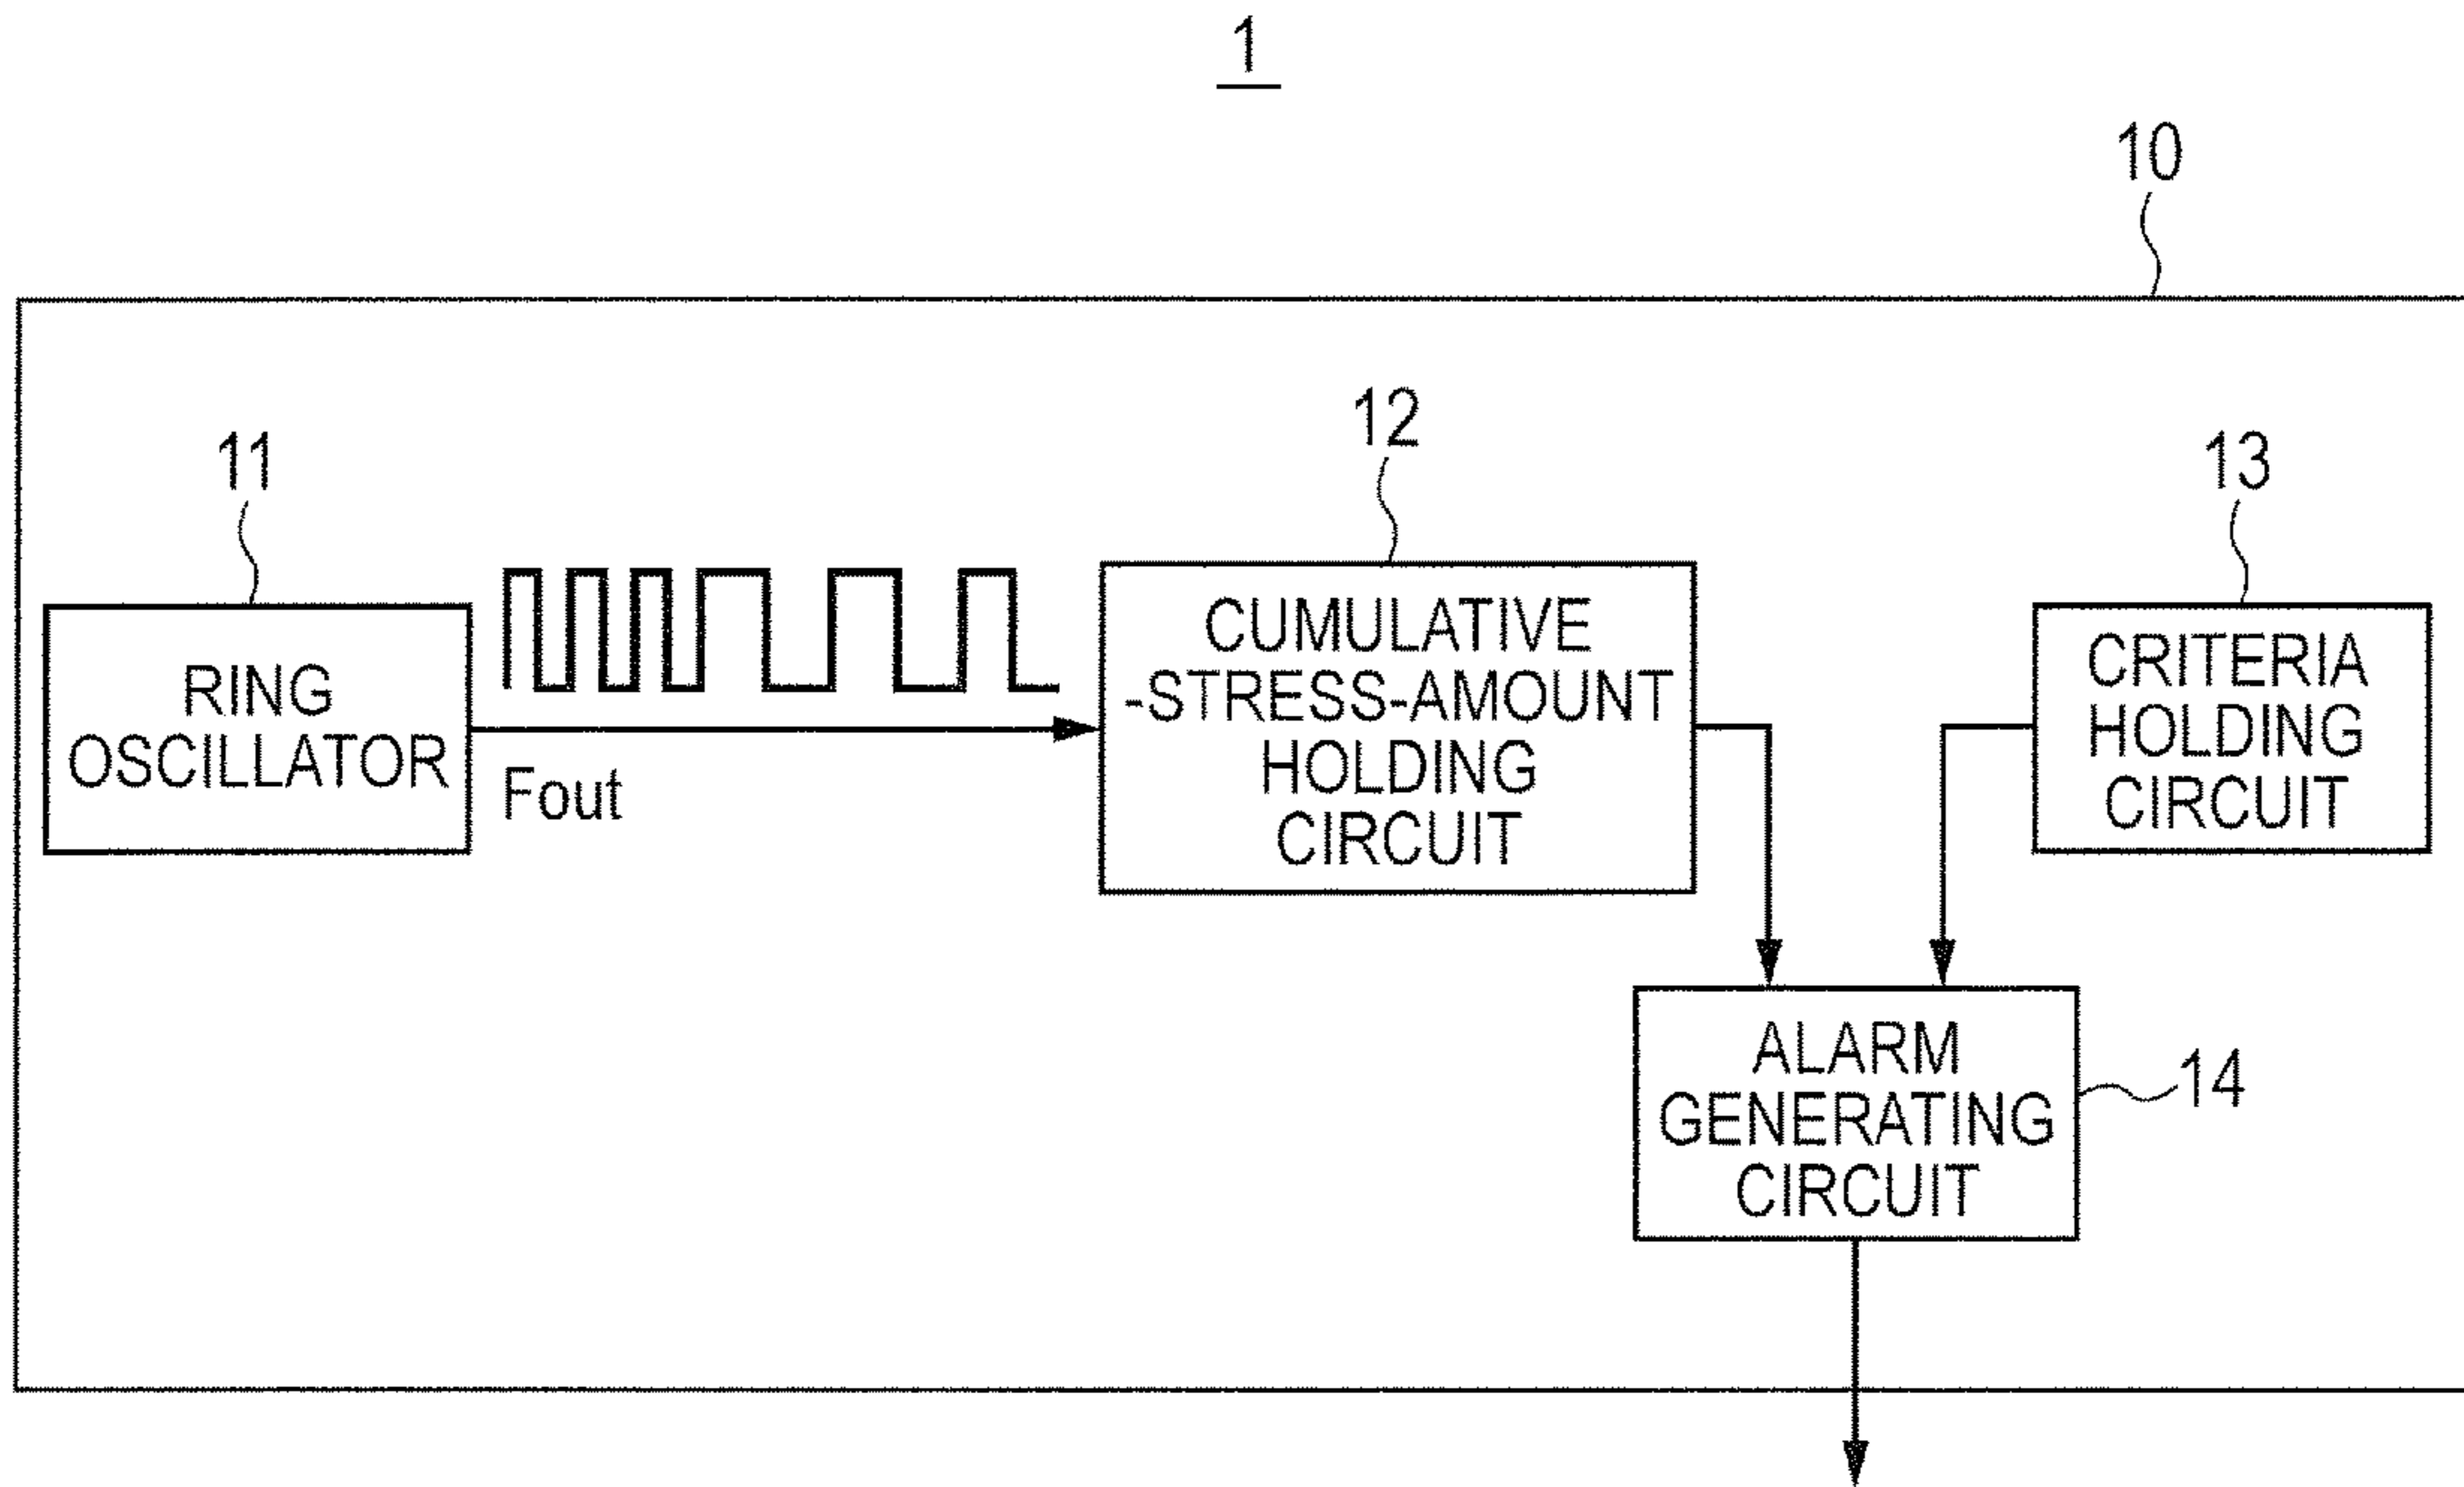 1
10
11
12
13
RING
OSCILLATOR
Fout
CUMULATIVE
-STRESS-AMOUNT
HOLDING
CIRCUIT
CRITERIA
HOLDING
CIRCUIT
ALARM
GENERATING
CIRCUIT
14